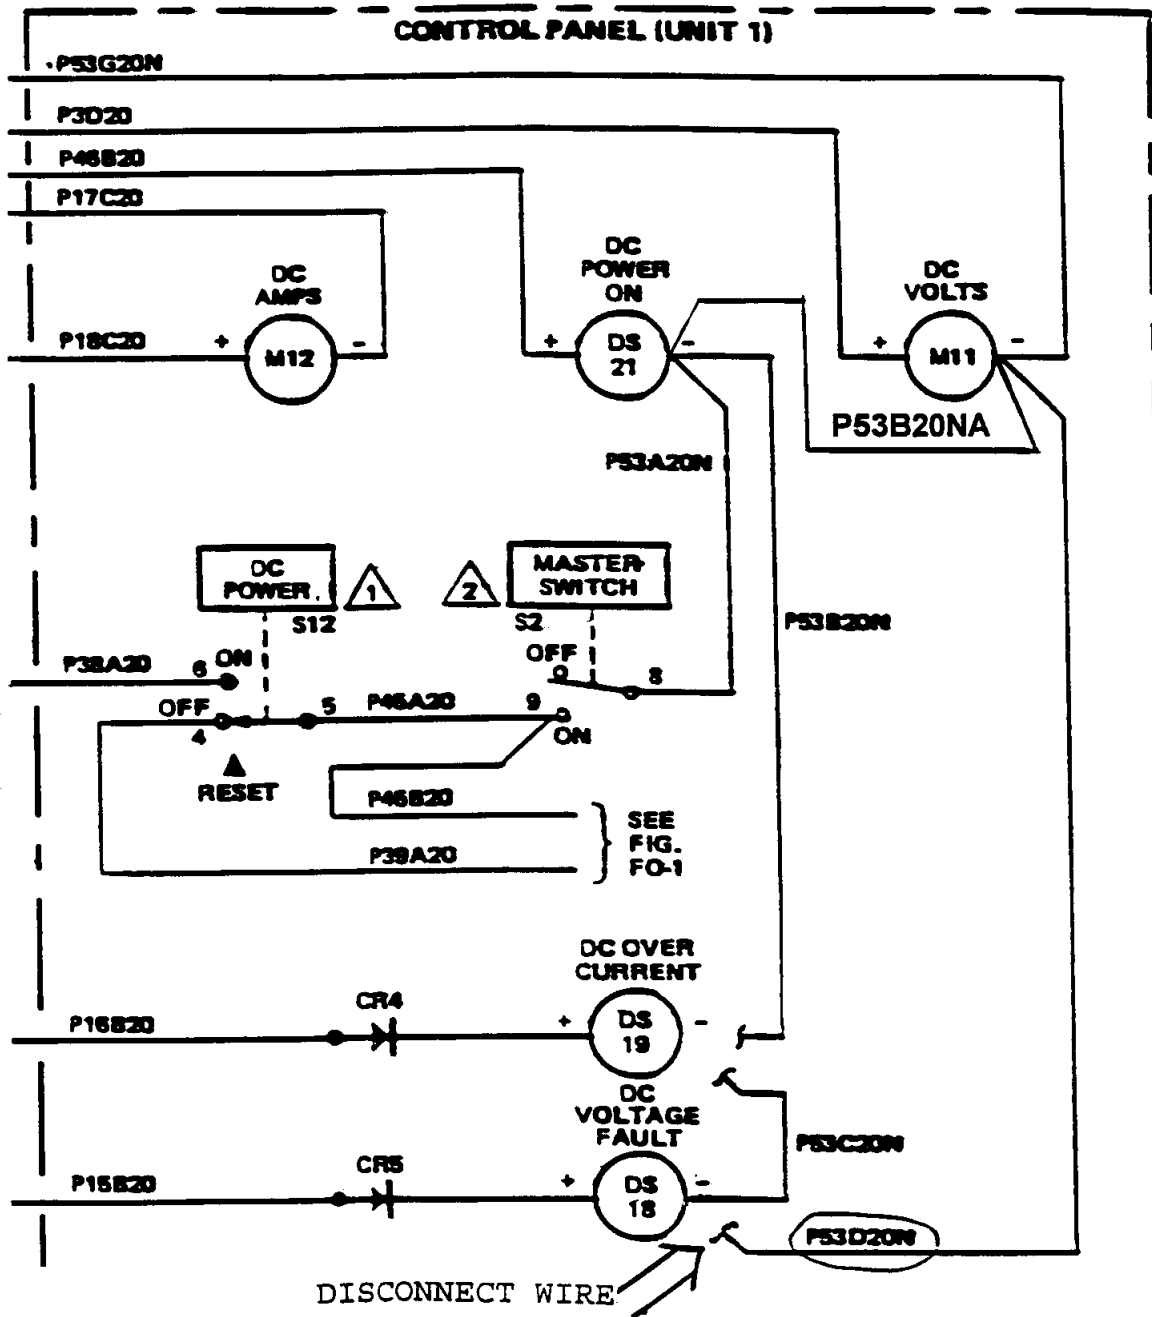 CONTROL PANEL (UNIT 1)
P53G20N
P3D20
P46B20
P17C20
DC
AMPS
DC
POWER
ON
DC
VOLTS
P18C20
+ M12 -
+ DS 21 -
+ M11 -
P53B20NA
P53A20N
DC
POWER
1
2
MASTER
SWITCH
S12
S2
P53B20N
P38A20
6 ON
OFF
8
OFF
4
5
P45A20
9
ON
RESET
P46B20
P39A20
SEE
FIG.
FO-1
DC OVER
CURRENT
P16B20
CR4
+ DS 19 -
DC
VOLTAGE
FAULT
P53C20N
P15B20
CR5
+ DS 18 -
P53D20N
DISCONNECT WIRE